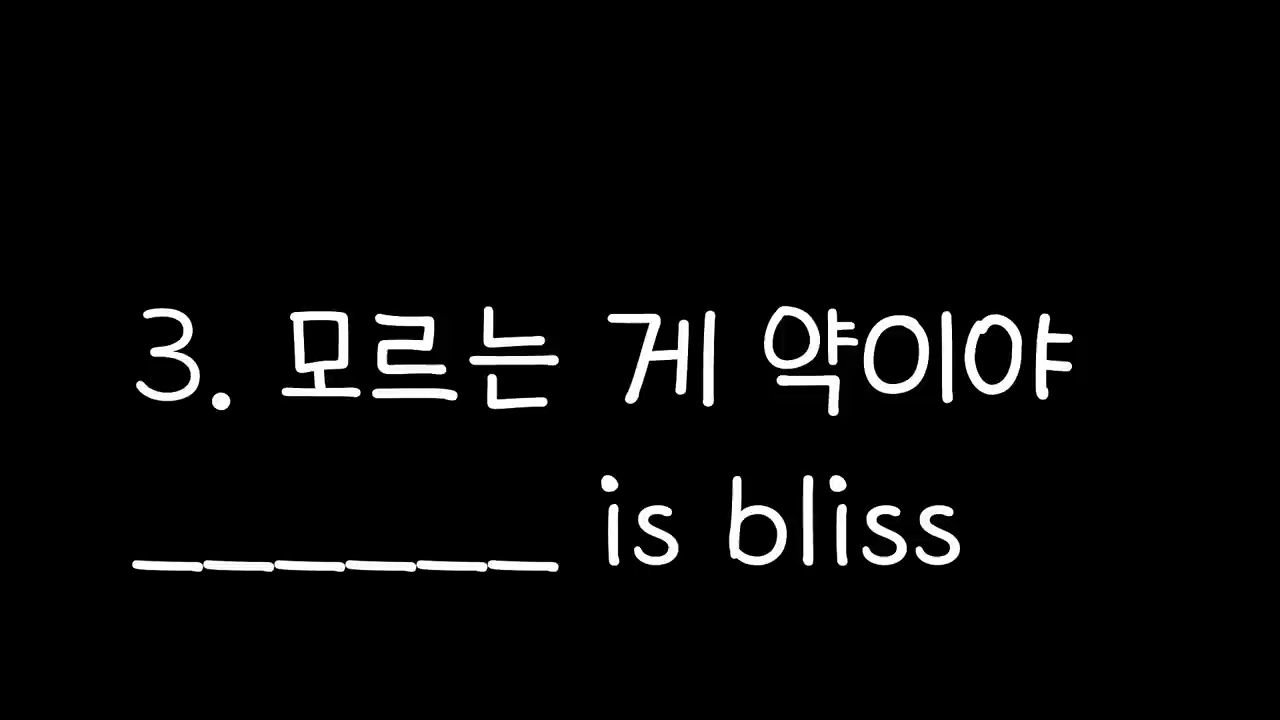 3. 모르는 게 약이야
______ is bliss